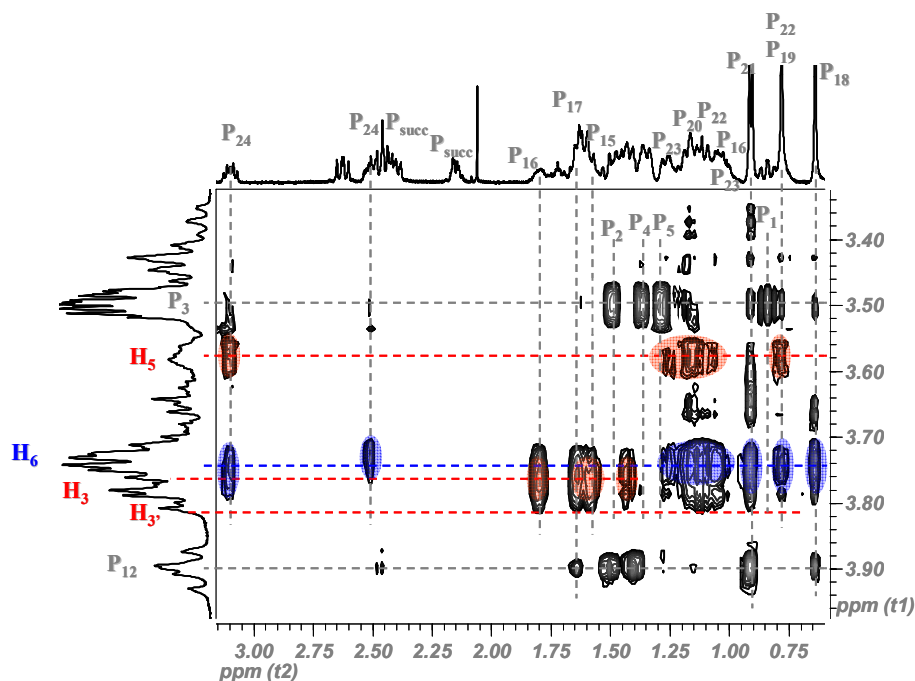 P22
P2 P19 P18
P17 P20 P22
P24 P24 Psucc Psucc P16 P15 P23 P16
P23
P2 P4 P5 P1
3.40
P3 3.50
H5 3.60
H6 3.70
H3 3.80
H3'
P12 3.90
ppm (t1)
3.00 2.75 2.50 2.25 2.00 1.75 1.50 1.25 1.00 0.75
ppm (t2)